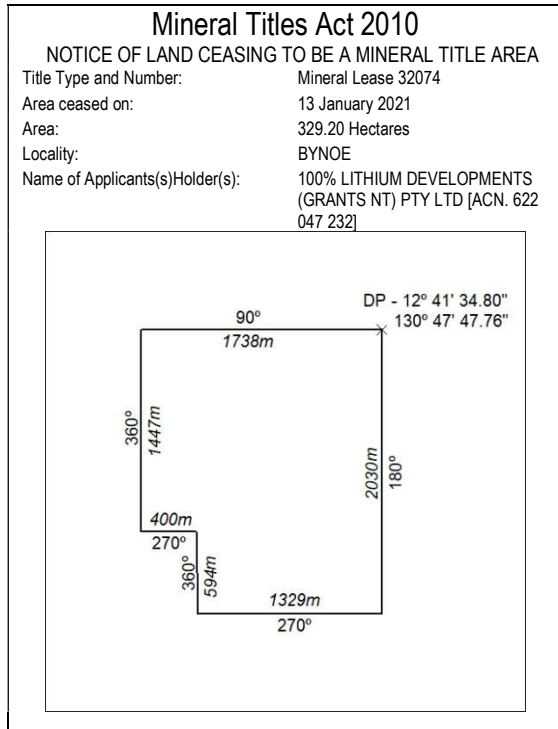 Mineral Titles Act 2010
NOTICE OF LAND CEASING TO BE A MINERAL TITLE AREA
Title Type and Number: Mineral Lease 32074
Area ceased on: 13 January 2021
Area: 329.20 Hectares
Locality: BYNOE
Name of Applicants(s)Holder(s): 100% LITHIUM DEVELOPMENTS
(GRANTS NT) PTY LTD [ACN. 622
047 232]
DP - 12º 41' 34.80"
130º 47' 47.76"
90º
1738m
360º
1447m
2030m
180º
400m
270º
360º
594m
1329m
270º